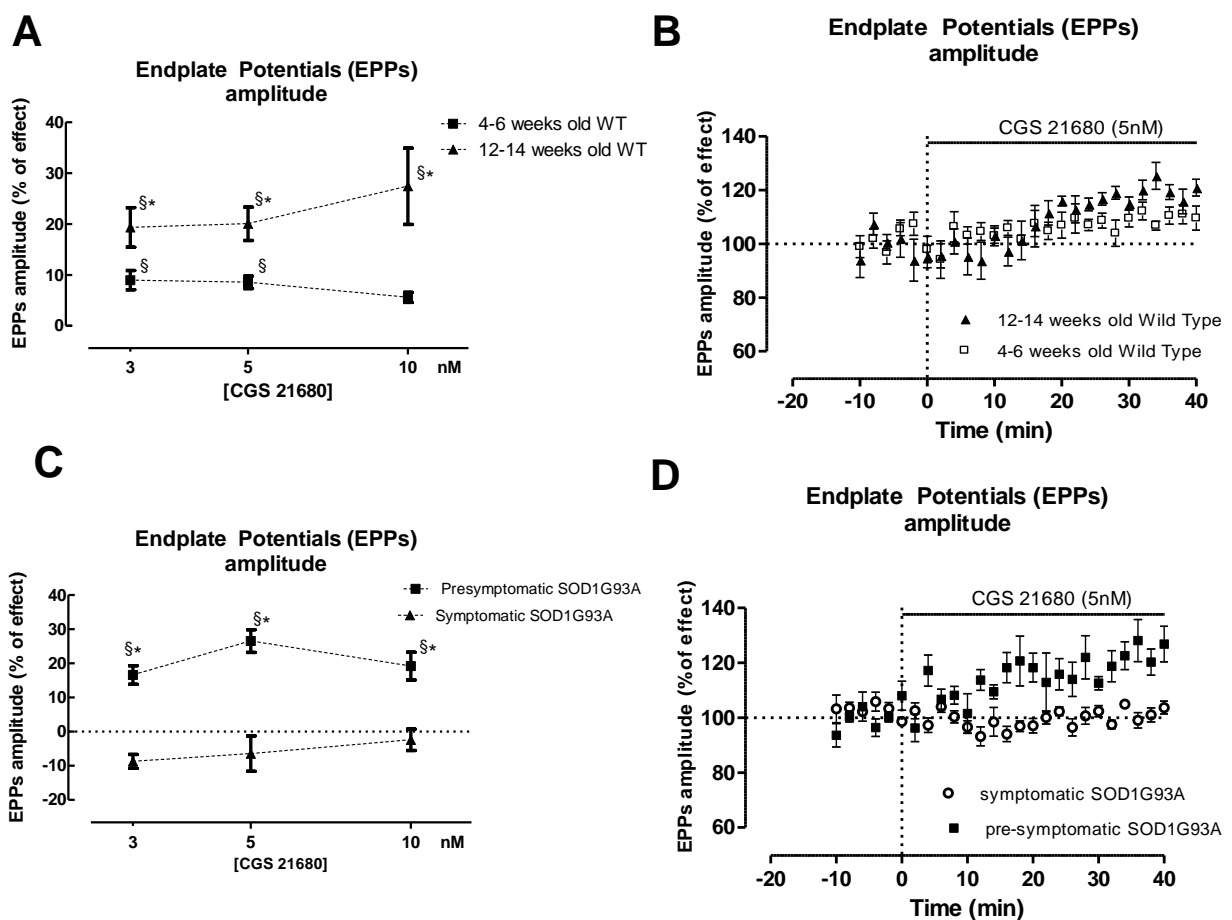 A
Endplate Potentials (EPPs)
amplitude
EPPs amplitude (% of effect)
40
30
20
10
0
4-6 weeks old WT
12-14 weeks old WT
§*
§*
§*
§
§
3
5
10
nM
[CGS 21680]
B
Endplate Potentials (EPPs)
amplitude
EPPs amplitude (%of effect)
140
120
100
80
60
CGS 21680 (5nM)
12-14 weeks old Wild Type
4-6 weeks old Wild Type
-20
-10
0
10
20
30
40
Time (min)
C
Endplate Potentials (EPPs)
amplitude
EPPs amplitude (% of effect)
40
30
20
10
0
-10
-20
Presymptomatic SOD1G93A
Symptomatic SOD1G93A
§*
§*
§*
3
5
10
nM
[CGS 21680]
D
Endplate Potentials (EPPs)
amplitude
EPPs amplitude (%of effect)
140
120
100
80
60
CGS 21680 (5nM)
symptomatic SOD1G93A
pre-symptomatic SOD1G93A
-20
-10
0
10
20
30
40
Time (min)